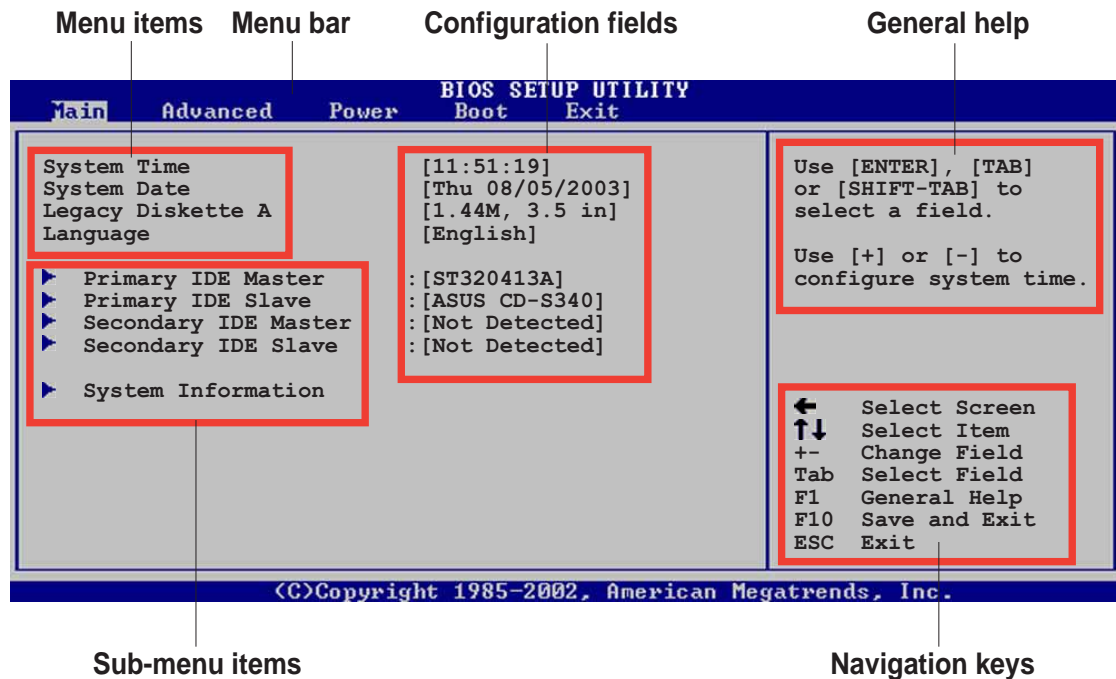 Menu items Menu bar Configuration fields General help
BIOS SETUP UTILITY
Main Advanced Power Boot Exit
System Time [11:51:19]
System Date [Thu 08/05/2003]
Legacy Diskette A [1.44M, 3.5 in]
Language [English]
Primary IDE Master :[ST320413A]
Primary IDE Slave :[ASUS CD-S340]
Secondary IDE Master :[Not Detected]
Secondary IDE Slave :[Not Detected]
System Information
Use [ENTER], [TAB]
or [SHIFT-TAB] to
select a field.
Use [+] or [-] to
configure system time.
← Select Screen
↑↓ Select Item
+- Change Field
Tab Select Field
F1 General Help
F10 Save and Exit
ESC Exit
(C)Copyright 1985-2002, American Megatrends, Inc.
Sub-menu items Navigation keys